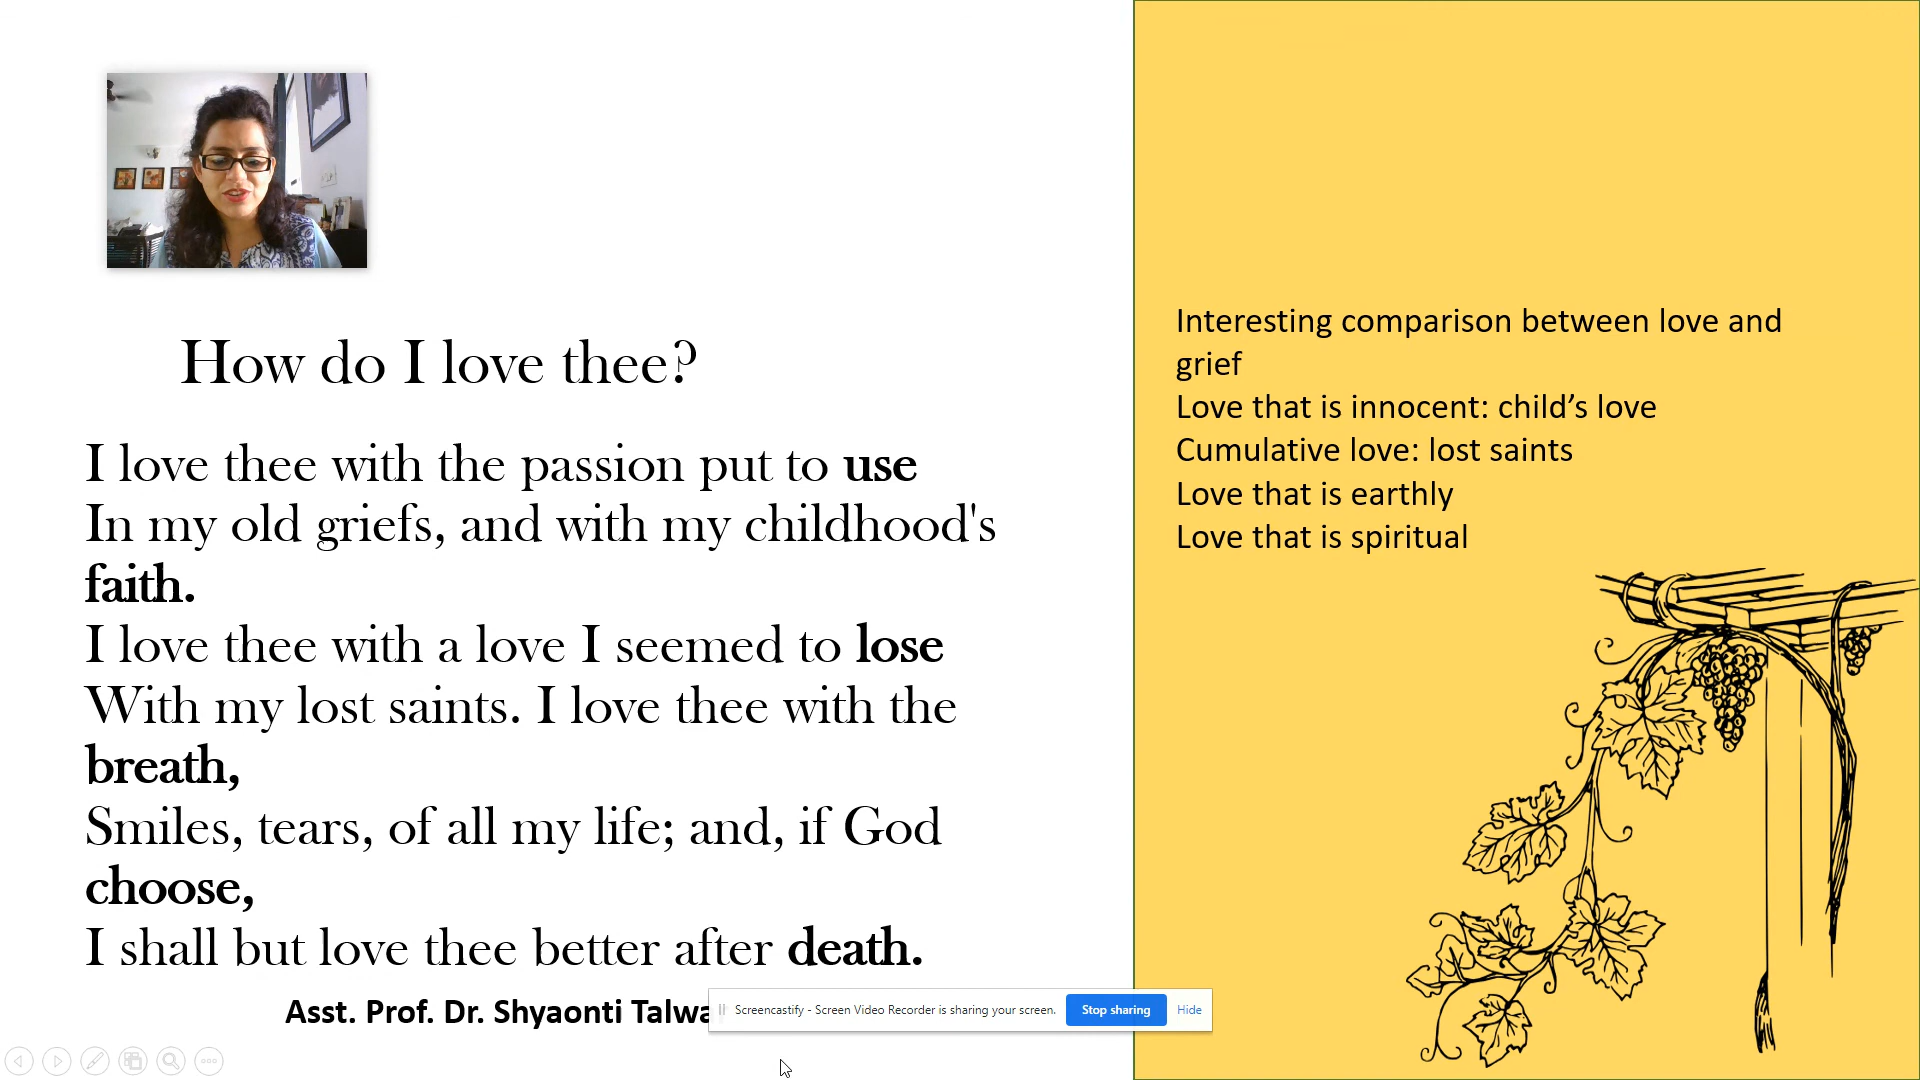 How do I love thee?
I love thee with the passion put to use
In my old griefs, and with my childhood's
faith.
I love thee with a love I seemed to lose
With my lost saints. I love thee with the
breath,
Smiles, tears, of all my life; and, if God
choose,
I shall but love thee better after death.
Asst. Prof. Dr. Shyaonti Talwa
Interesting comparison between love and
grief
Love that is innocent: child’s love
Cumulative love: lost saints
Love that is earthly
Love that is spiritual
Screencastify - Screen Video Recorder is sharing your screen.
Stop sharing
Hide